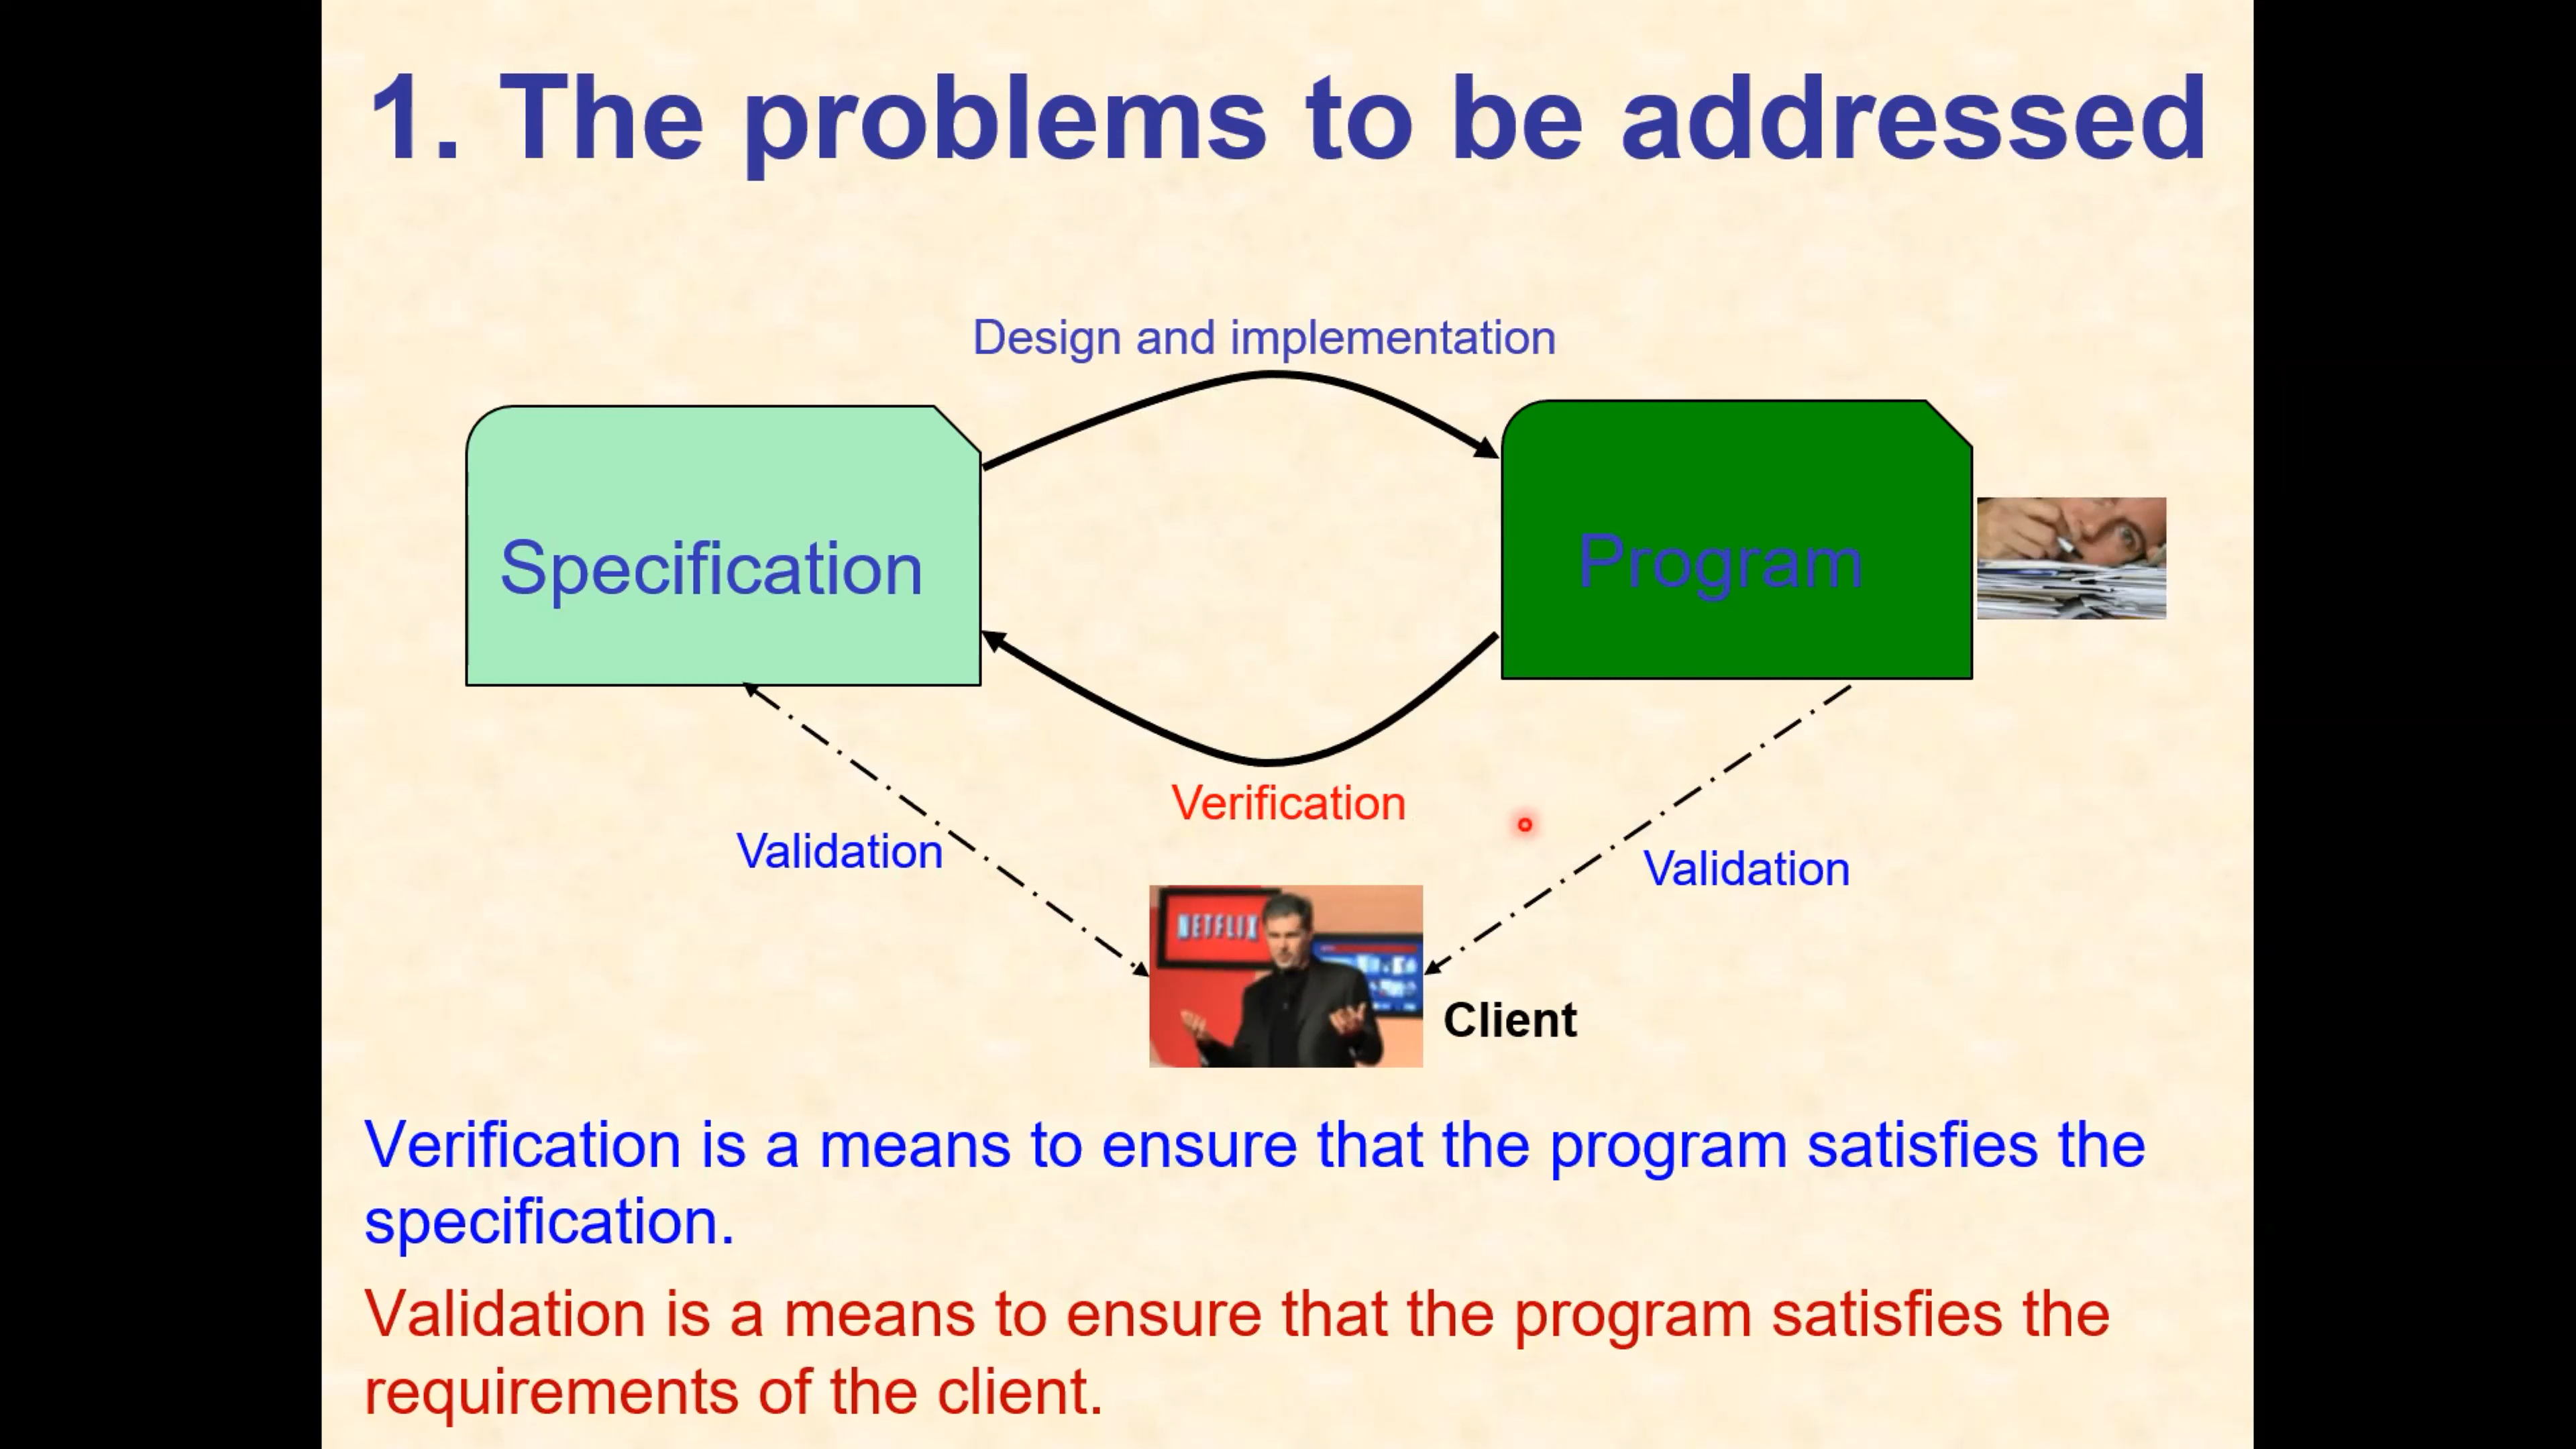 1. The problems to be addressed
Design and implementation
Specification
Program
Verification
Validation
Validation
NETFLIX
Client
Verification is a means to ensure that the program satisfies the
specification.
Validation is a means to ensure that the program satisfies the
requirements of the client.